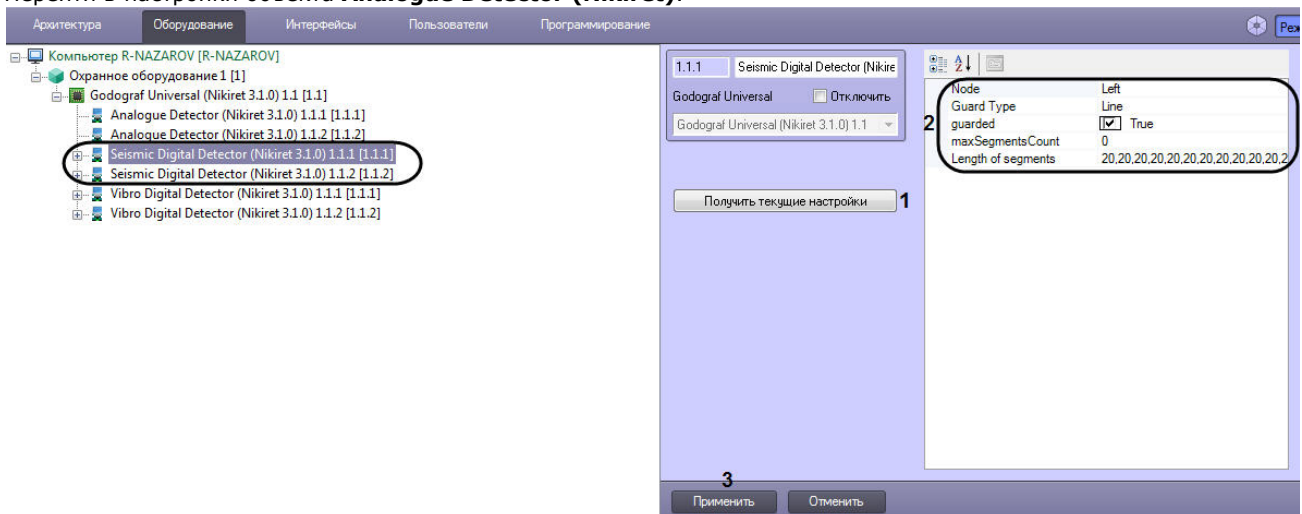 Перейти в настройки объекта Analogue Detector (Nikiret).
Архитектура Оборудование Интерфейсы Пользователи Программирование
Компьютер R-NAZAROV [R-NAZAROV]
Охранное оборудование 1 [1]
Godograf Universal (Nikiret 3.1.0) 1.1 [1.1]
Analogue Detector (Nikiret 3.1.0) 1.1.1 [1.1.1]
Analogue Detector (Nikiret 3.1.0) 1.1.2 [1.1.2]
Seismic Digital Detector (Nikiret 3.1.0) 1.1.1 [1.1.1]
Seismic Digital Detector (Nikiret 3.1.0) 1.1.2 [1.1.2]
Vibro Digital Detector (Nikiret 3.1.0) 1.1.1 [1.1.1]
Vibro Digital Detector (Nikiret 3.1.0) 1.1.2 [1.1.2]
1.1.1 Seismic Digital Detector (Nikire
Godograf Universal Отключить
Godograf Universal (Nikiret 3.1.0) 1.1
Получить текущие настройки 1
2
Node Left
Guard Type Line
guarded True
maxSegmentsCount 0
Length of segments 20,20,20,20,20,20,20,20,20,20,20,2
3
Применить Отменить